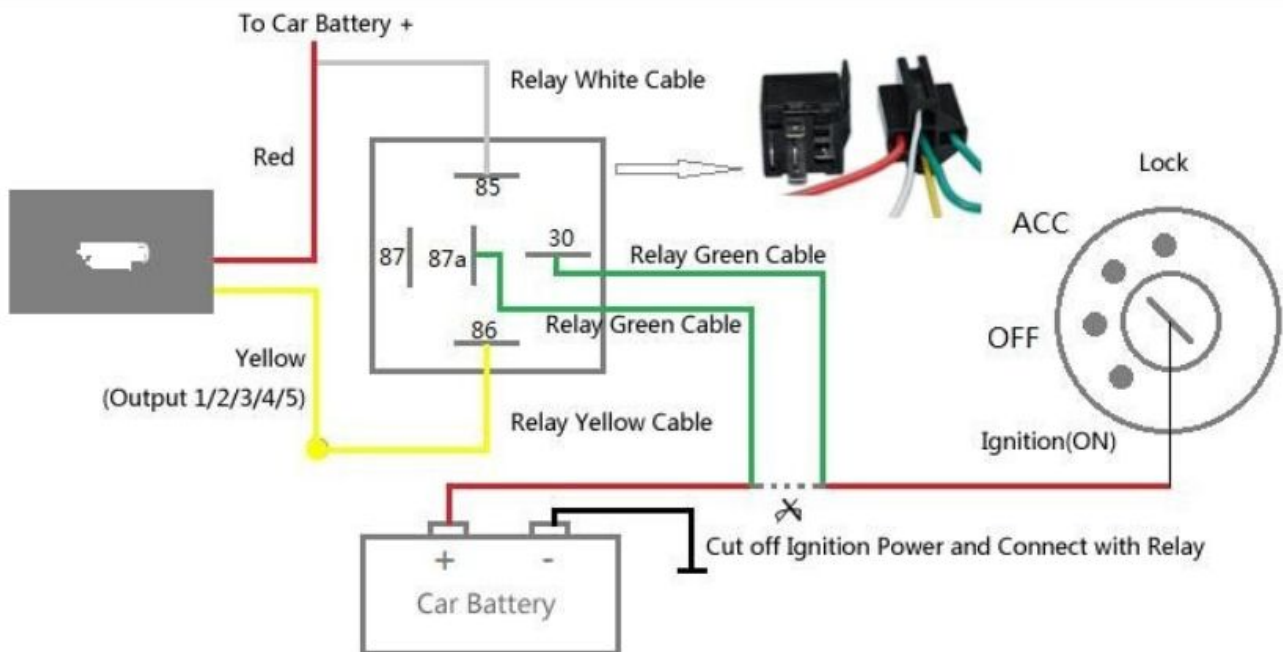 To Car Battery +
Relay White Cable
Red
Lock
85
ACC
87
87a
30
Relay Green Cable
Relay Green Cable
86
OFF
Yellow
(Output 1/2/3/4/5)
Relay Yellow Cable
Ignition(ON)
Cut off Ignition Power and Connect with Relay
+
-
Car Battery